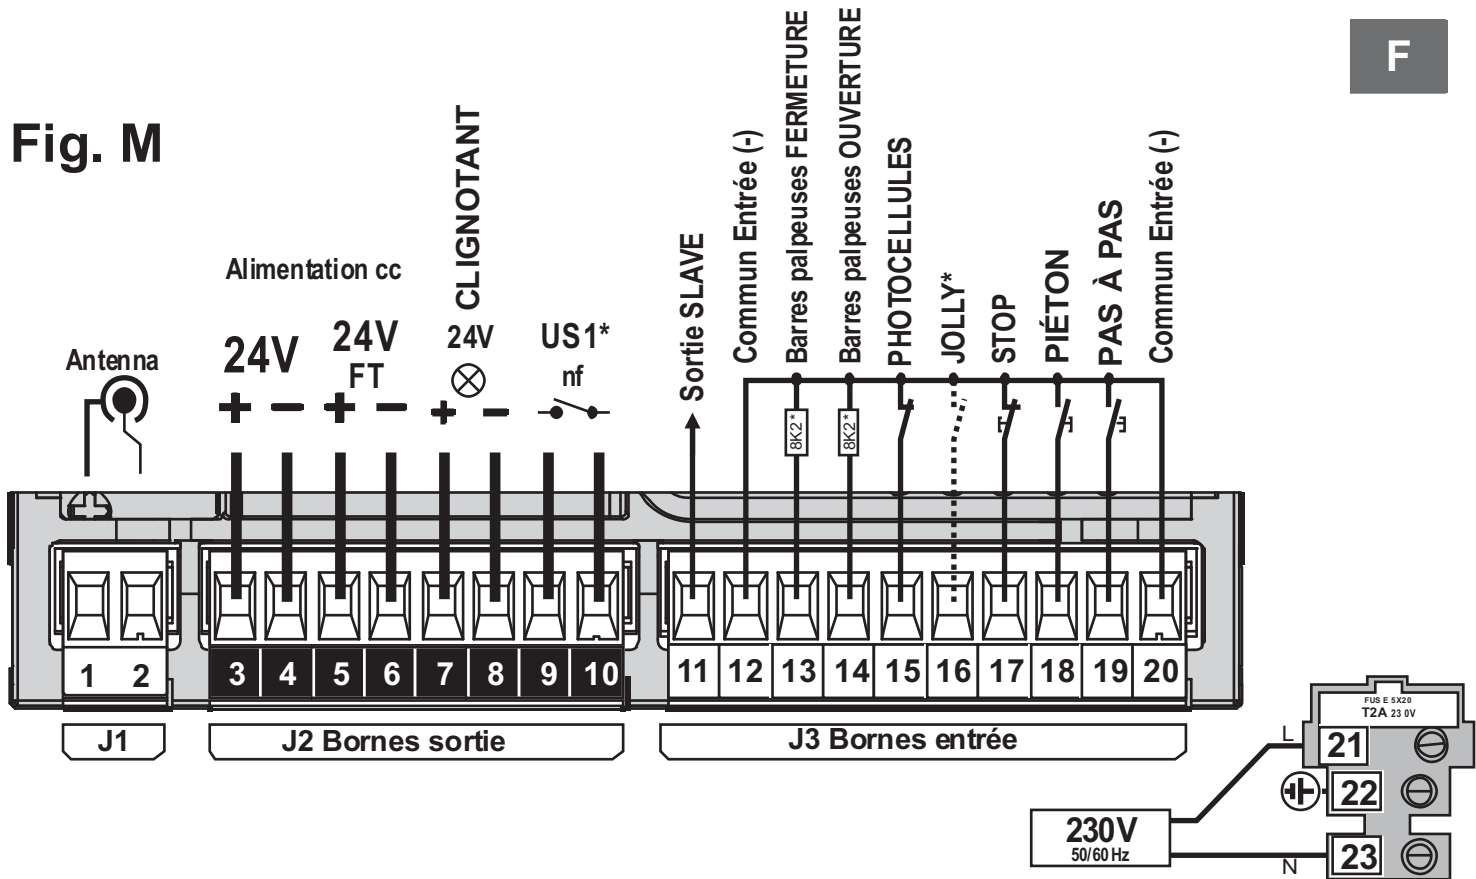 F
Fig. M
Antenna
Alimentation cc
24V
24V
FT
CLIGNOTANT
24V
US1*
nf
Sortie SLAVE
Commun Entrée (-)
Barres palpeuses FERMETURE
Barres palpeuses OUVERTURE
PHOTOCELLULES
JOLLY*
STOP
PIÉTON
PAS À PAS
Commun Entrée (-)
+ − + − + −
8K2*
8K2*
1 2 3 4 5 6 7 8 9 10 11 12 13 14 15 16 17 18 19 20
J1
J2 Bornes sortie
J3 Bornes entrée
FUSE 5X20
T2A 230V
L
21
22
230V
50/60 Hz
N
23